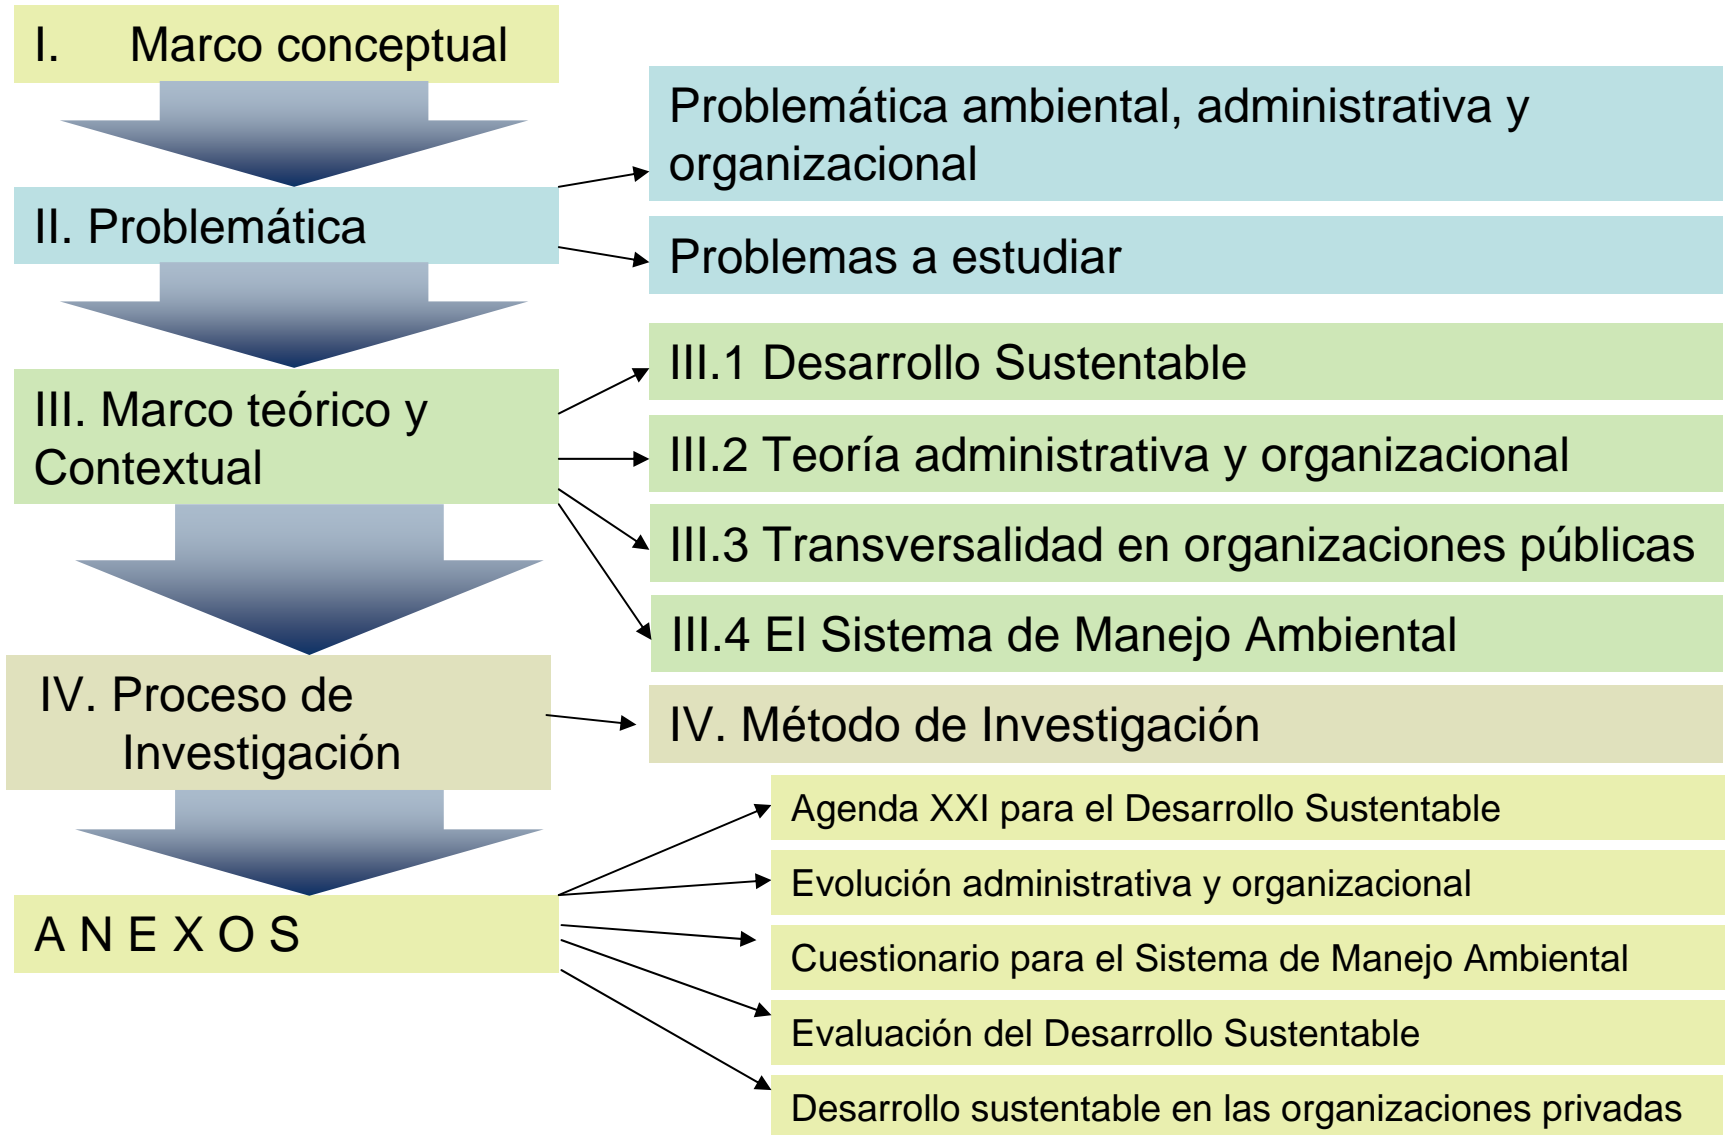 I. Marco conceptual
Problemática ambiental, administrativa y
organizacional
II. Problemática
Problemas a estudiar
III. Marco teórico y
Contextual
III.1 Desarrollo Sustentable
III.2 Teoría administrativa y organizacional
III.3 Transversalidad en organizaciones públicas
III.4 El Sistema de Manejo Ambiental
IV. Proceso de
Investigación
IV. Método de Investigación
A N E X O S
Agenda XXI para el Desarrollo Sustentable
Evolución administrativa y organizacional
Cuestionario para el Sistema de Manejo Ambiental
Evaluación del Desarrollo Sustentable
Desarrollo sustentable en las organizaciones privadas